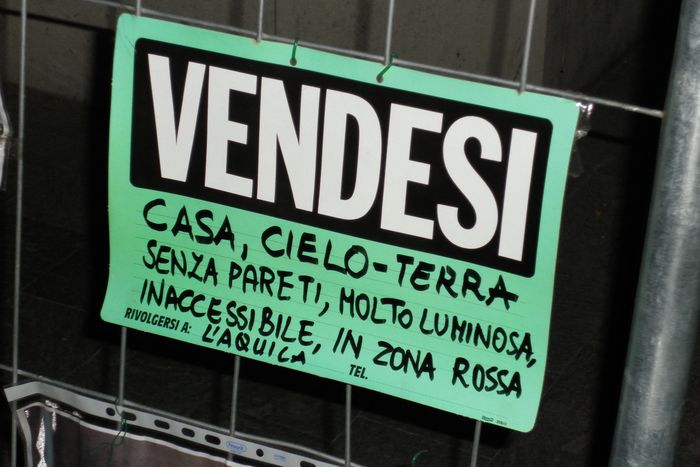 VENDESI
CASA, CIELO-TERRA
SENZA PARETI, MOLTO LUMINOSA,
INACCESSIBILE, IN ZONA ROSSA
RIVOLGERSI A: L'AQUILA TEL.